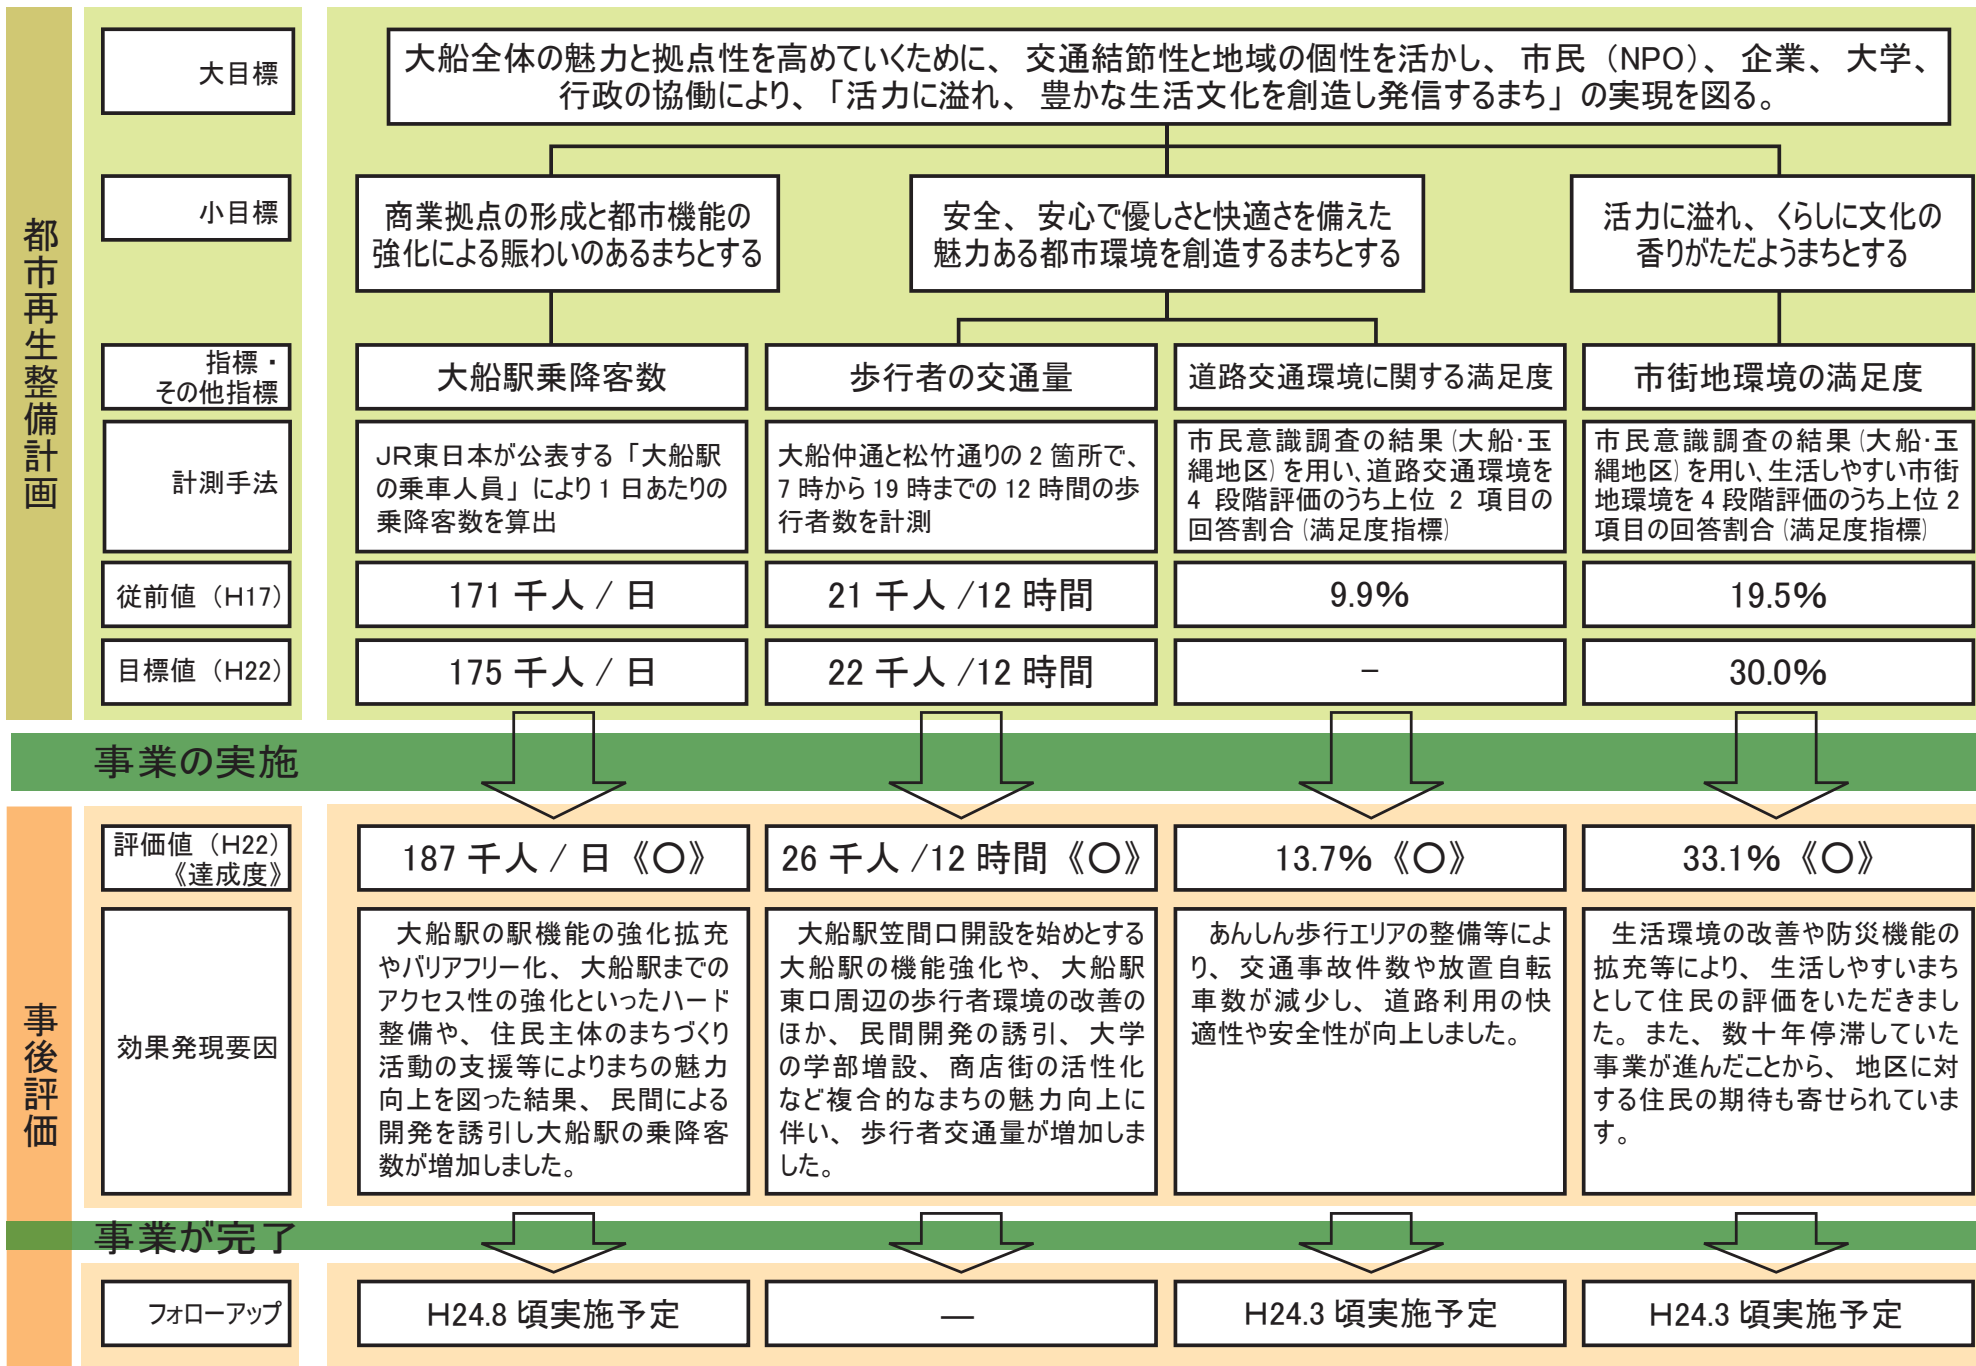 都市再生整備計画
大目標
大船全体の魅力と拠点性を高めていくために、交通結節性と地域の個性を活かし、市民（NPO）、企業、大学、
行政の協働により、「活力に溢れ、豊かな生活文化を創造し発信するまち」の実現を図る。
小目標
商業拠点の形成と都市機能の
強化による賑わいのあるまちとする
安全、安心で優しさと快適さを備えた
魅力ある都市環境を創造するまちとする
活力に溢れ、くらしに文化の
香りがただようまちとする
指標・
その他指標
大船駅乗降客数
歩行者の交通量
道路交通環境に関する満足度
市街地環境の満足度
計測手法
JR東日本が公表する「大船駅
の乗車人員」により1日あたりの
乗降客数を算出
大船仲通と松竹通りの2箇所で、
7時から19時までの12時間の歩
行者数を計測
市民意識調査の結果(大船・玉
縄地区)を用い、道路交通環境を
4 段階評価のうち上位 2 項目の
回答割合(満足度指標)
市民意識調査の結果(大船・玉
縄地区)を用い、生活しやすい市街
地環境を4段階評価のうち上位2
項目の回答割合(満足度指標)
従前値（H17）
171千人 / 日
21千人 /12時間
9.9%
19.5%
目標値（H22）
175千人 / 日
22千人 /12時間
－
30.0%
事業の実施
事後評価
評価値（H22）
《達成度》
187千人 / 日《〇》
26千人 /12時間《〇》
13.7%《〇》
33.1%《〇》
効果発現要因
大船駅の駅機能の強化拡充
やバリアフリー化、大船駅までの
アクセス性の強化といったハード
整備や、住民主体のまちづくり
活動の支援等によりまちの魅力
向上を図った結果、民間による
開発を誘引し大船駅の乗降客
数が増加しました。
大船駅笠間口開設を始めとする
大船駅の機能強化や、大船駅
東口周辺の歩行者環境の改善の
ほか、民間開発の誘引、大学
の学部増設、商店街の活性化
など複合的なまちの魅力向上に
伴い、歩行者交通量が増加しま
した。
あんしん歩行エリアの整備等によ
り、交通事故件数や放置自転
車数が減少し、道路利用の快
適性や安全性が向上しました。
生活環境の改善や防災機能の
拡充等により、生活しやすいまち
として住民の評価をいただきまし
た。また、数十年停滞していた
事業が進んだことから、地区に対
する住民の期待も寄せられていま
す。
事業が完了
フォローアップ
H24.8頃実施予定
―
H24.3頃実施予定
H24.3頃実施予定